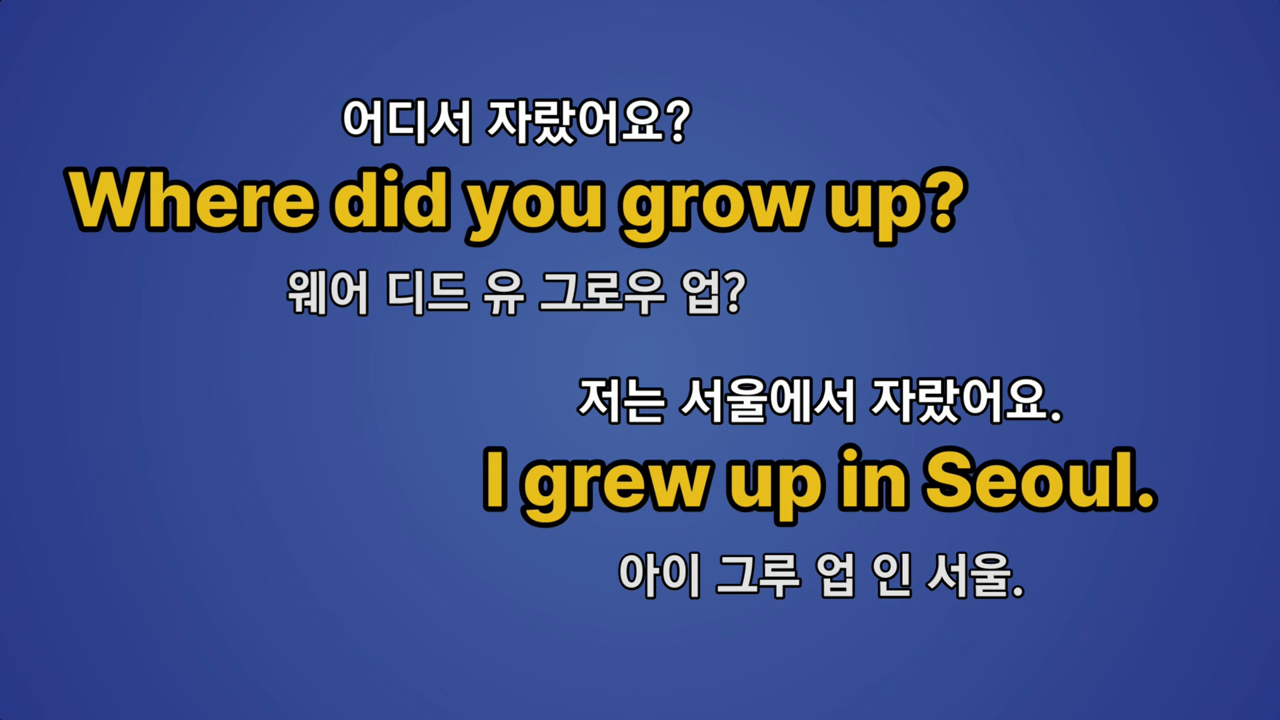 어디서 자랐어요?
Where did you grow up?
웨어 디드 유 그로우 업?
저는 서울에서 자랐어요.
I grew up in Seoul.
아이 그루 업 인 서울.